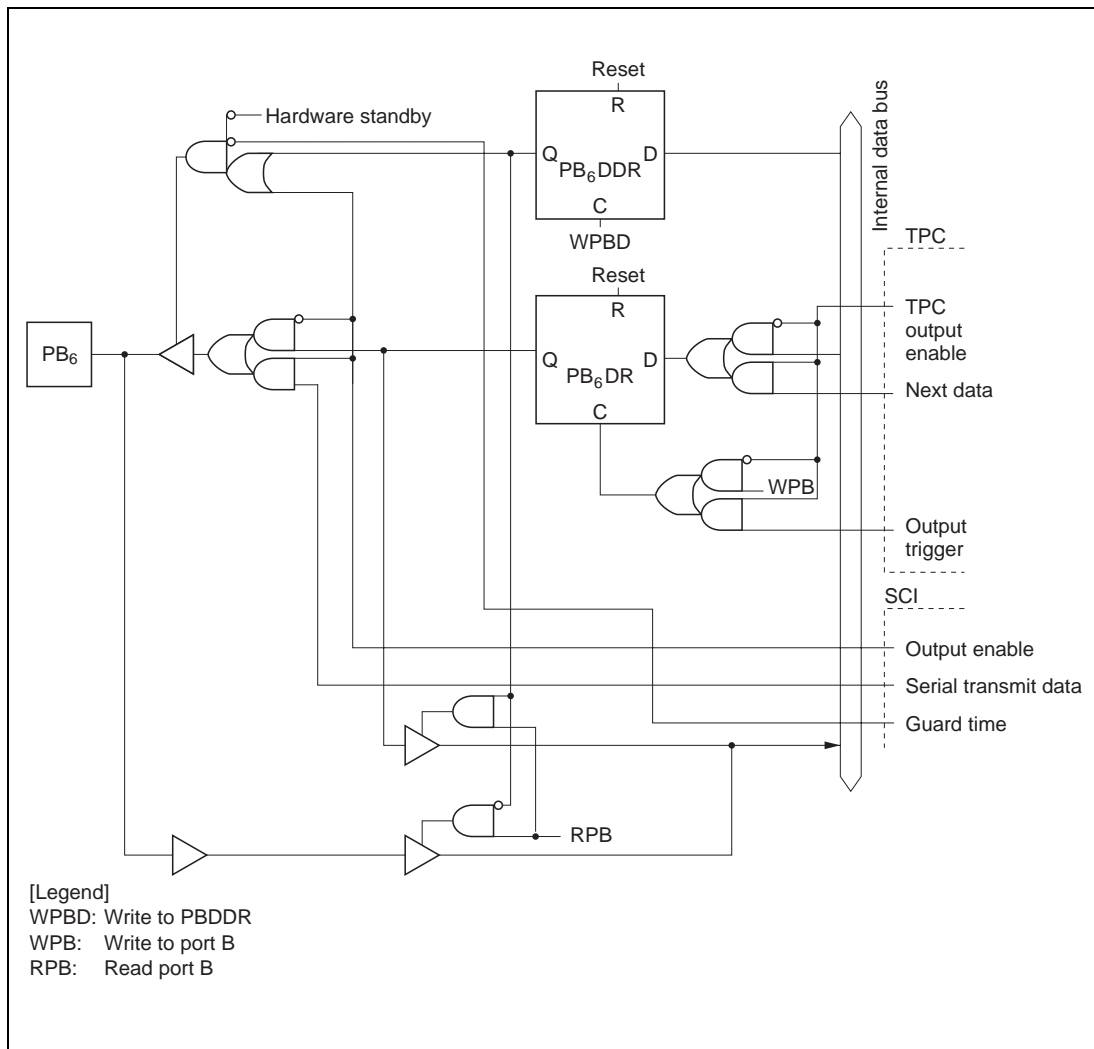 Reset
Hardware standby
R
Q
PB6DDR
D
C
WPBD
Internal data bus
TPC
Reset
R
TPC
output
enable
PB6
Q
PB6DR
D
C
Next data
WPB
Output
trigger
SCI
Output enable
Serial transmit data
Guard time
RPB
[Legend]
WPBD: Write to PBDDR
WPB: Write to port B
RPB: Read port B